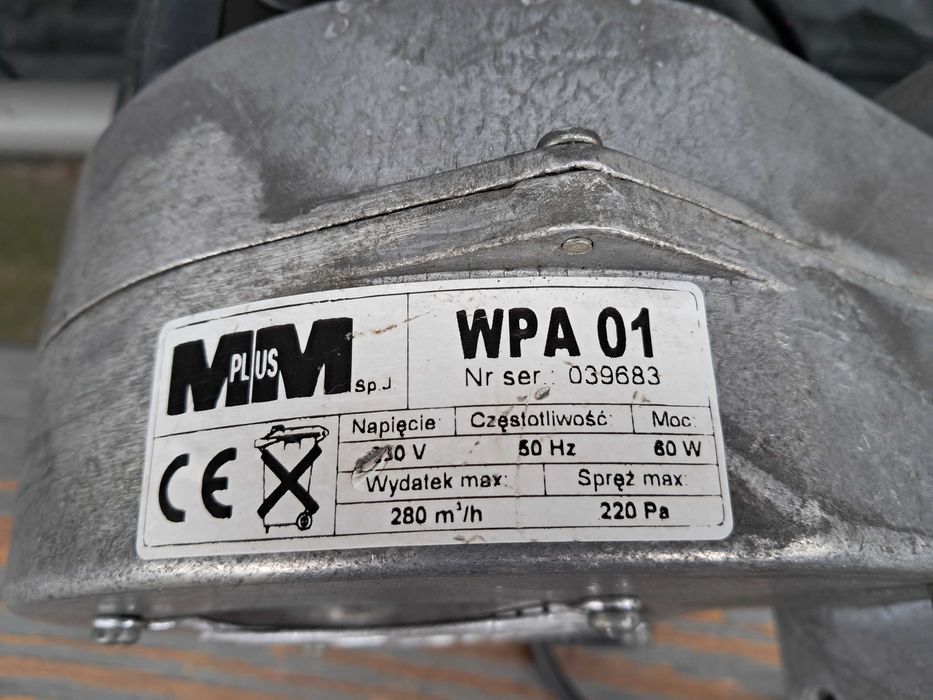 M PLUS M Sp.J.
WPA 01
Nr ser.: 039683
Napięcie: Częstotliwość: Moc:
50 Hz 60 W
Wydatek max: Spręż max:
280 m³/h 220 Pa
CE